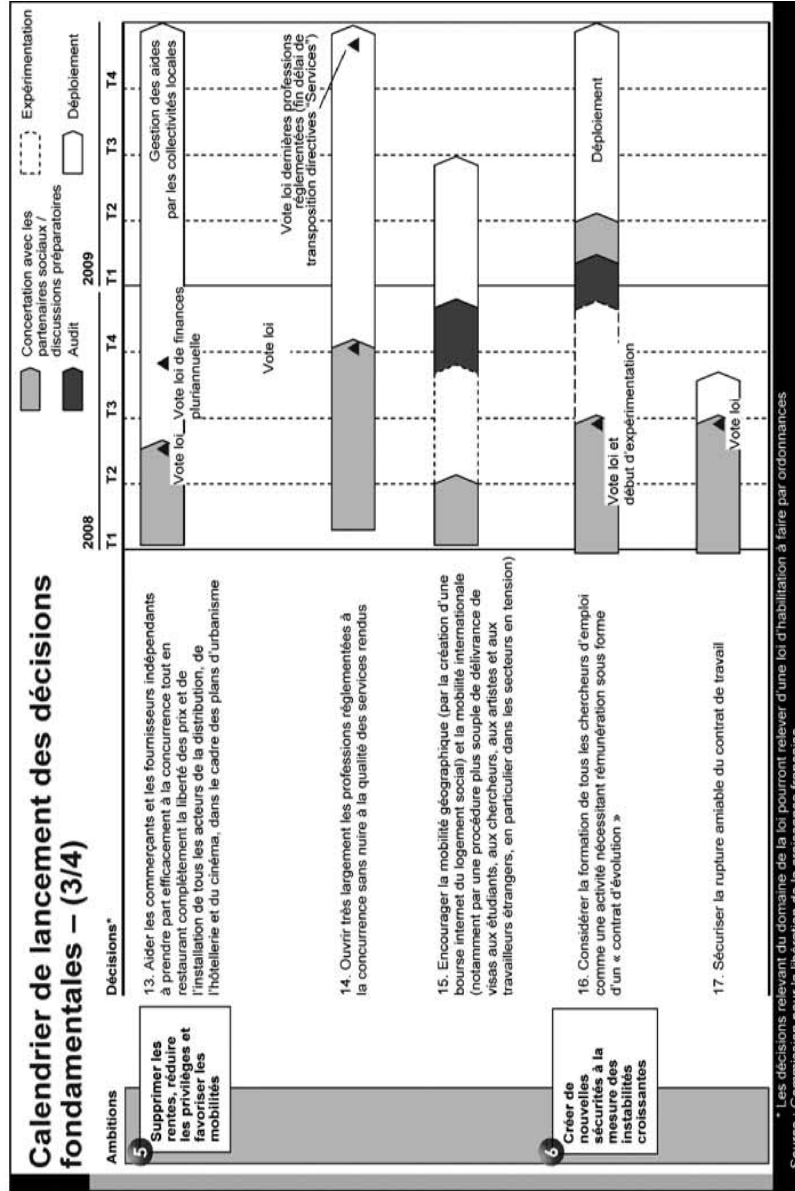 Calendrier de lancement des décisions
fondamentales – (3/4)
Concertation avec les
partenaires sociaux /
discussions préparatoires
Audit
Expérimentation
Déploiement
Ambitions
Décisions*
2008
2009
T1
T2
T3
T4
T1
T2
T3
T4
5
Supprimer les
rentes, réduire
les privilèges et
favoriser les
mobilités
13. Aider les commerçants et les fournisseurs indépendants
à prendre part efficacement à la concurrence tout en
restaurant complètement la liberté des prix et de
l'installation de tous les acteurs de la distribution, de
l'hôtellerie et du cinéma, dans le cadre des plans d'urbanisme
Vote loi
Vote loi de finances
pluriannuelle
Gestion des aides
par les collectivités locales
14. Ouvrir très largement les professions réglementées à
la concurrence sans nuire à la qualité des services rendus
Vote loi
Vote loi dernières professions
réglementées (fin délai de
transposition directives "Services")
15. Encourager la mobilité géographique (par la création d'une
bourse internet du logement social) et la mobilité internationale
(notamment par une procédure plus souple de délivrance de
visas aux étudiants, aux chercheurs, aux artistes et aux
travailleurs étrangers, en particulier dans les secteurs en tension)
6
Créer de
nouvelles
sécurités à la
mesure des
instabilités
croissantes
16. Considérer la formation de tous les chercheurs d'emploi
comme une activité nécessitant rémunération sous forme
d'un « contrat d'évolution »
Vote loi et
début d'expérimentation
Déploiement
17. Sécuriser la rupture amiable du contrat de travail
Vote loi
* Les décisions relevant du domaine de la loi pourront relever d'une loi d'habilitation à faire par ordonnances
Source : Commission pour la libération de la croissance française